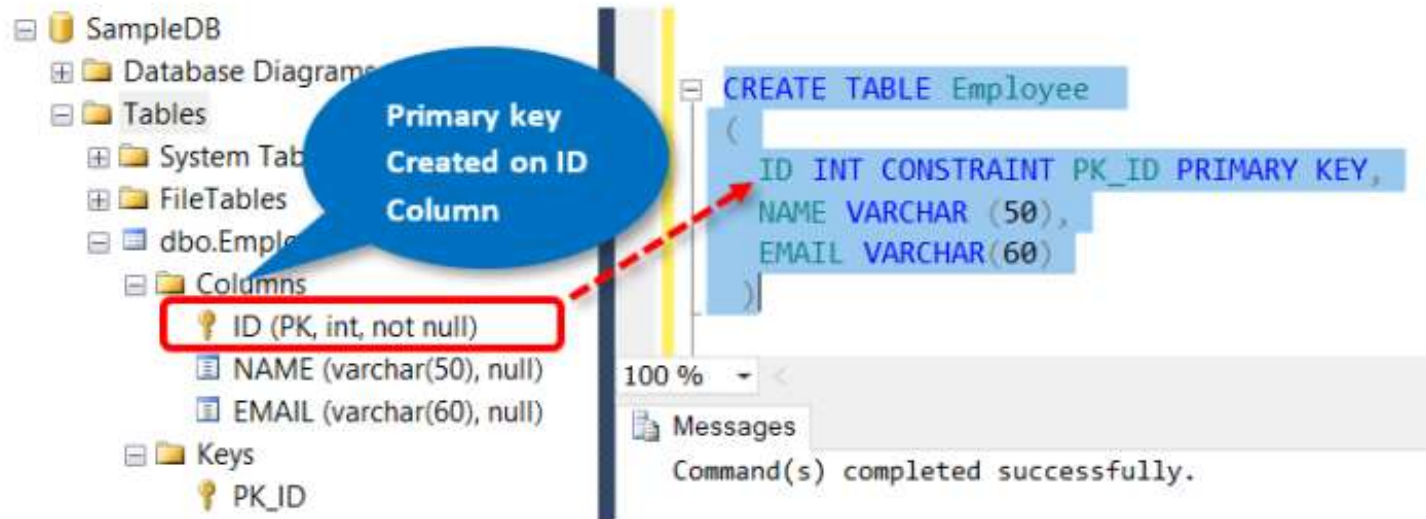 SampleDB
Database Diagrams
Tables
System Tab
FileTables
dbo.Emplo
Columns
ID (PK, int, not null)
NAME (varchar(50), null)
EMAIL (varchar(60), null)
Keys
PK_ID
Primary key
Created on ID
Column
CREATE TABLE Employee
(
ID INT CONSTRAINT PK_ID PRIMARY KEY,
NAME VARCHAR (50),
EMAIL VARCHAR(60)
)
100 %
Messages
Command(s) completed successfully.